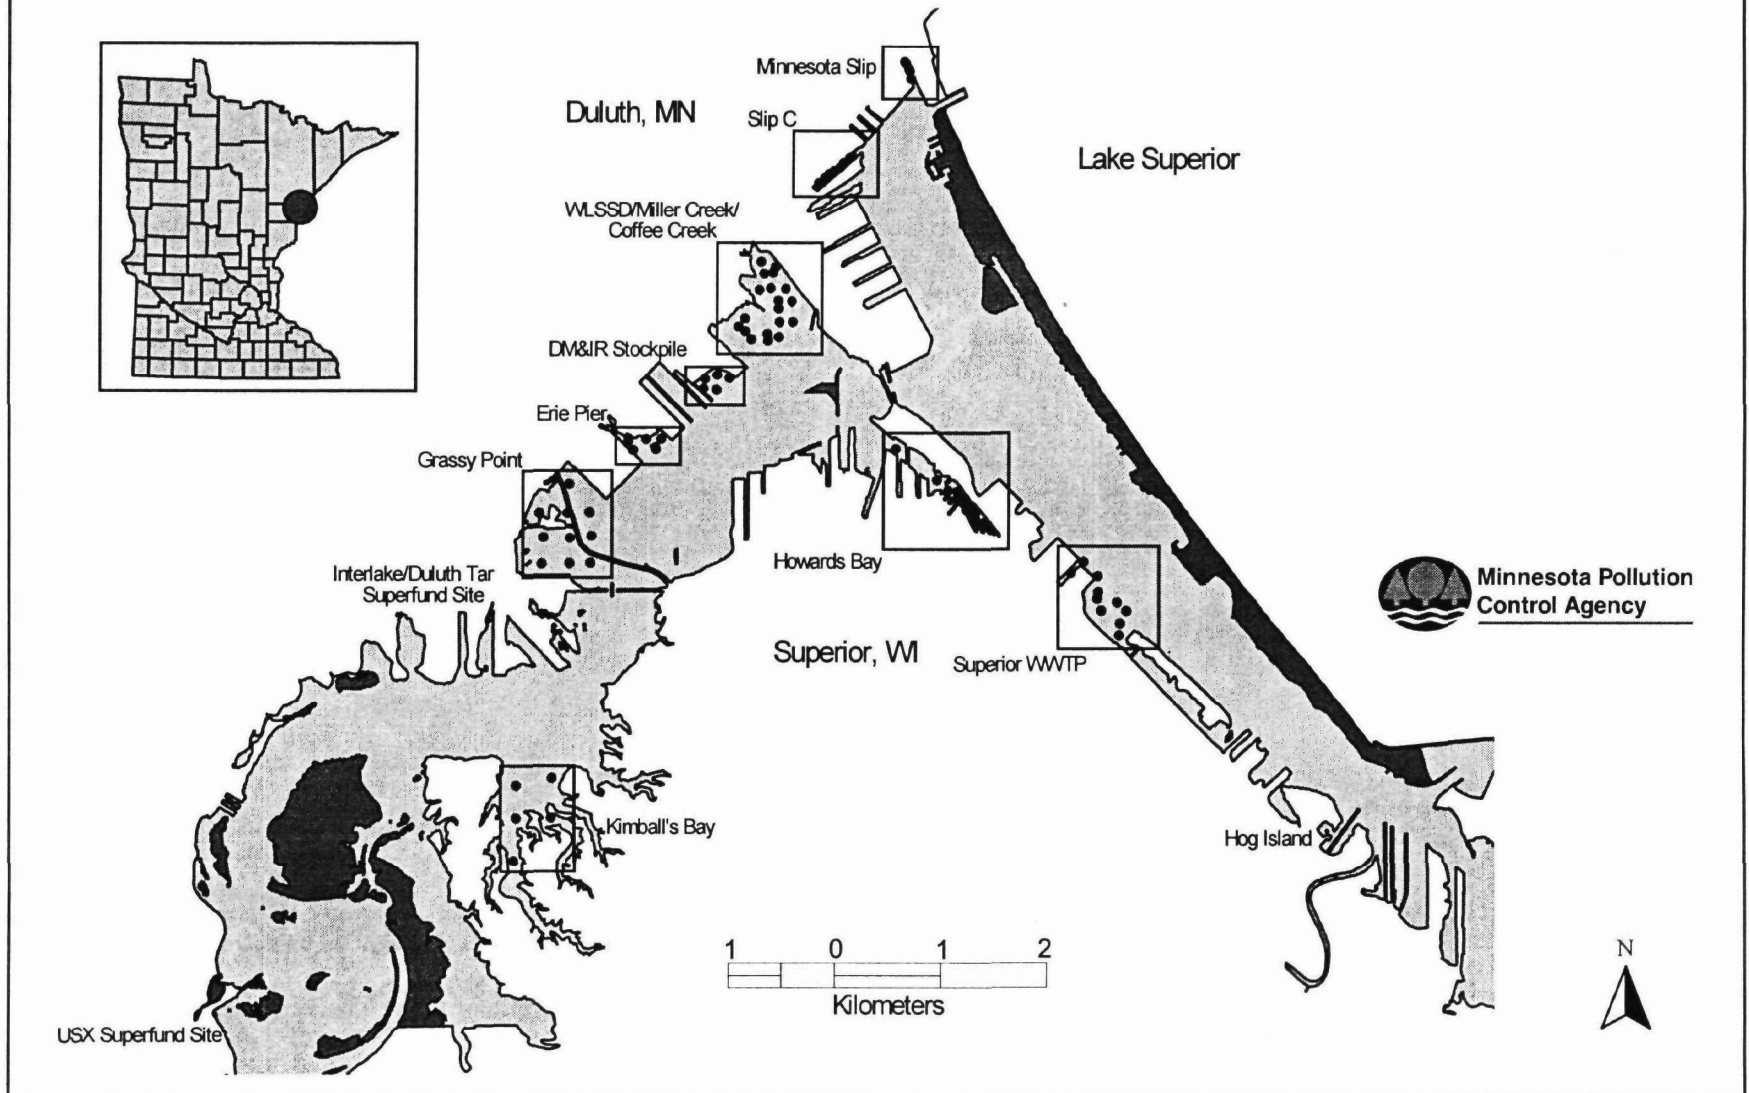 Minnesota Slip
Duluth, MN
Slip C
Lake Superior
WLSSD/Miller Creek/
Coffee Creek
DM&IR Stockpile
Erie Pier
Grassy Point
Howards Bay
Interlake/Duluth Tar
Superfund Site
Minnesota Pollution
Control Agency
Superior, WI
Superior WWTP
Kimball's Bay
Hog Island
1 0 1 2
Kilometers
N
USX Superfund Site